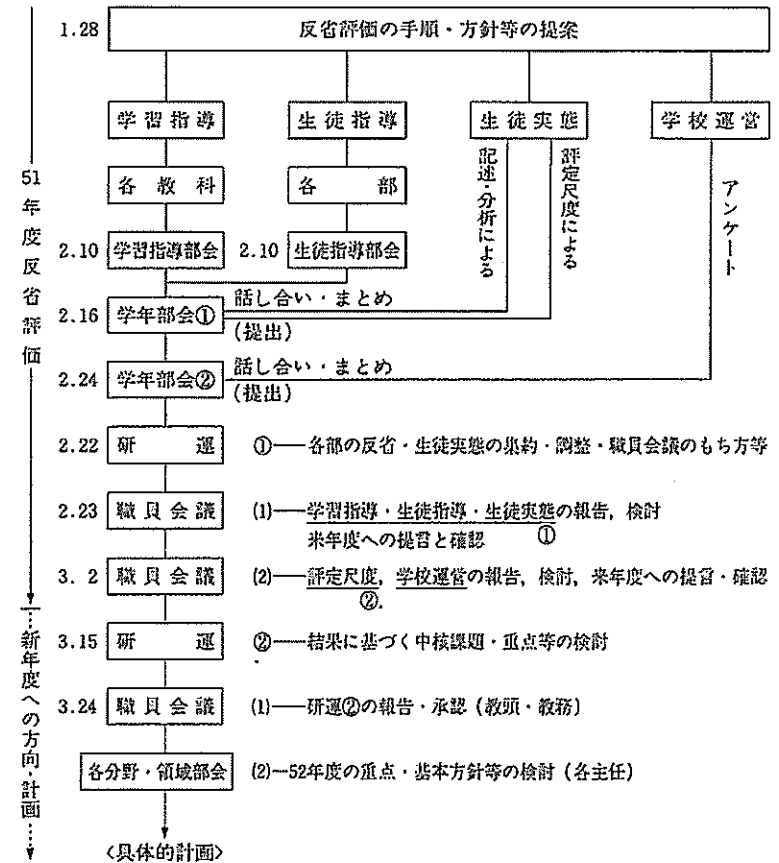 1.28 反省評価の手順・方針等の提案
学習指導 生徒指導 生徒実態 学校運営
各教科 各部
記述・分析による
評定尺度による
アンケート
2.10 学習指導部会 2.10 生徒指導部会
2.16 学年部会① 話し合い・まとめ
(提出)
2.24 学年部会② 話し合い・まとめ
(提出)
2.22 研運 ①――各部の反省・生徒実態の集約・調整・職員会議のもち方等
2.23 職員会議 (1)――学習指導・生徒指導・生徒実態の報告, 検討
来年度への提言と確認 ①
3. 2 職員会議 (2)――評定尺度, 学校運営の報告, 検討, 来年度への提言・確認
②.
3.15 研運 ②――結果に基づく中核課題・重点等の検討
3.24 職員会議 (1)――研運②の報告・承認(教頭・教務)
各分野・領域部会 (2)―52年度の重点・基本方針等の検討(各主任)
〈具体的計画〉
51年度反省評価
新年度への方向・計画